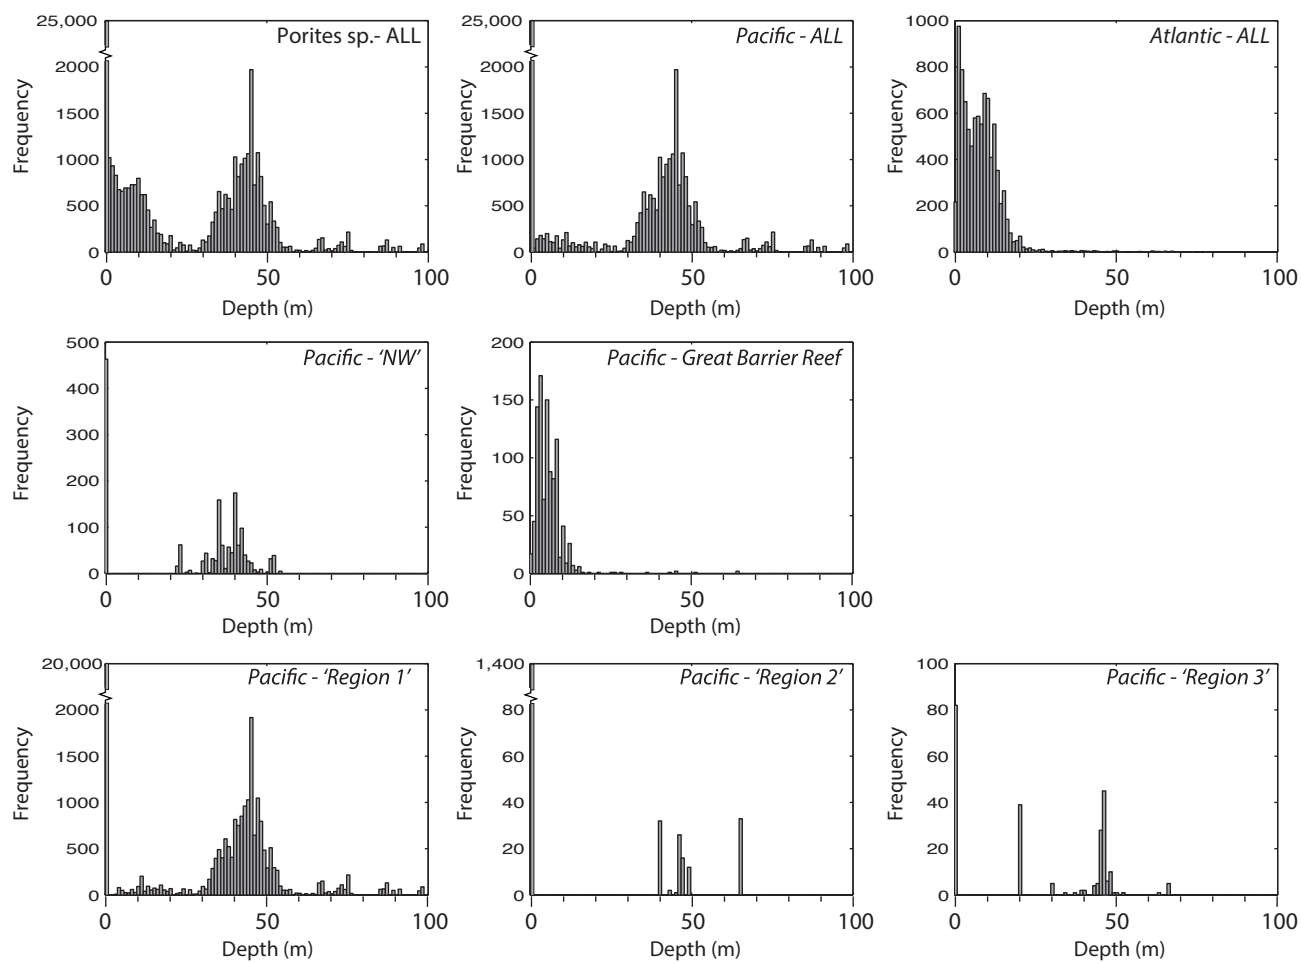 Porites sp.- ALL
25,000
2000
1500
1000
500
0
Frequency
0 50 100
Depth (m)
Pacific - ALL
25,000
2000
1500
1000
500
0
Frequency
0 50 100
Depth (m)
Atlantic - ALL
1000
800
600
400
200
0
Frequency
0 50 100
Depth (m)
Pacific - ‘NW’
500
400
300
200
100
0
Frequency
0 50 100
Depth (m)
Pacific - Great Barrier Reef
200
150
100
50
0
Frequency
0 50 100
Depth (m)
Pacific - ‘Region 1’
20,000
2000
1500
1000
500
0
Frequency
0 50 100
Depth (m)
Pacific - ‘Region 2’
1,400
80
60
40
20
0
Frequency
0 50 100
Depth (m)
Pacific - ‘Region 3’
100
80
60
40
20
0
Frequency
0 50 100
Depth (m)